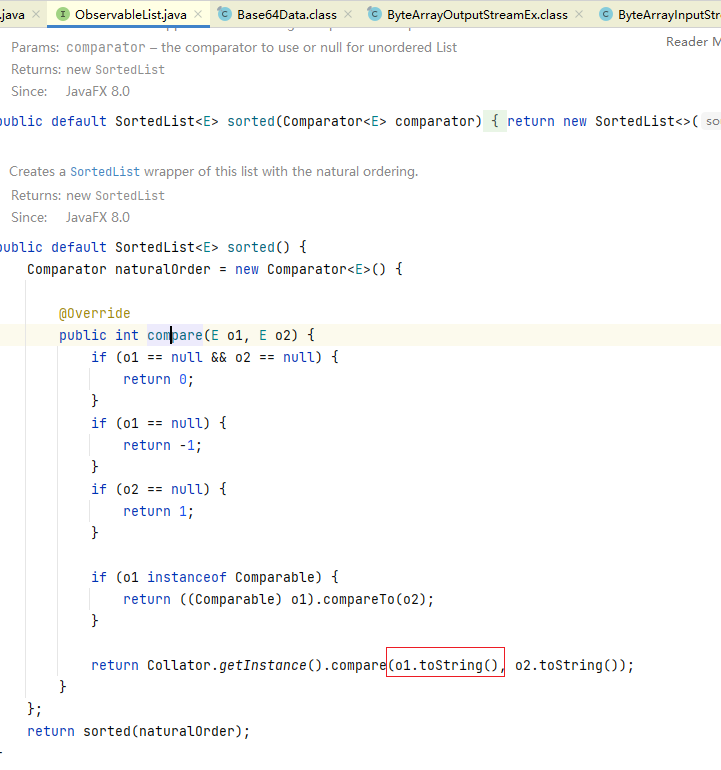 .java ObservableList.java Base64Data.class ByteArrayOutputStreamEx.class ByteArrayInputStre
Params: comparator – the comparator to use or null for unordered List
Reader M
Returns: new SortedList
Since: JavaFX 8.0
public default SortedList<E> sorted(Comparator<E> comparator) { return new SortedList<>( so
Creates a SortedList wrapper of this list with the natural ordering.
Returns: new SortedList
Since: JavaFX 8.0
public default SortedList<E> sorted() {
Comparator naturalOrder = new Comparator<E>() {
@Override
public int compare(E o1, E o2) {
if (o1 == null && o2 == null) {
return 0;
}
if (o1 == null) {
return -1;
}
if (o2 == null) {
return 1;
}
if (o1 instanceof Comparable) {
return ((Comparable) o1).compareTo(o2);
}
return Collator.getInstance().compare(o1.toString(), o2.toString());
}
};
return sorted(naturalOrder);